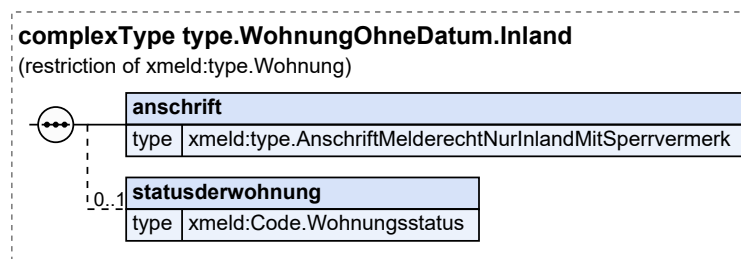 complexType type.WohnungOhneDatum.Inland
(restriction of xmeld:type.Wohnung)
anschrift
type xmeld:type.AnschriftMelderechtNurInlandMitSperrvermerk
0..1 statusderwohnung
type xmeld:Code.Wohnungsstatus